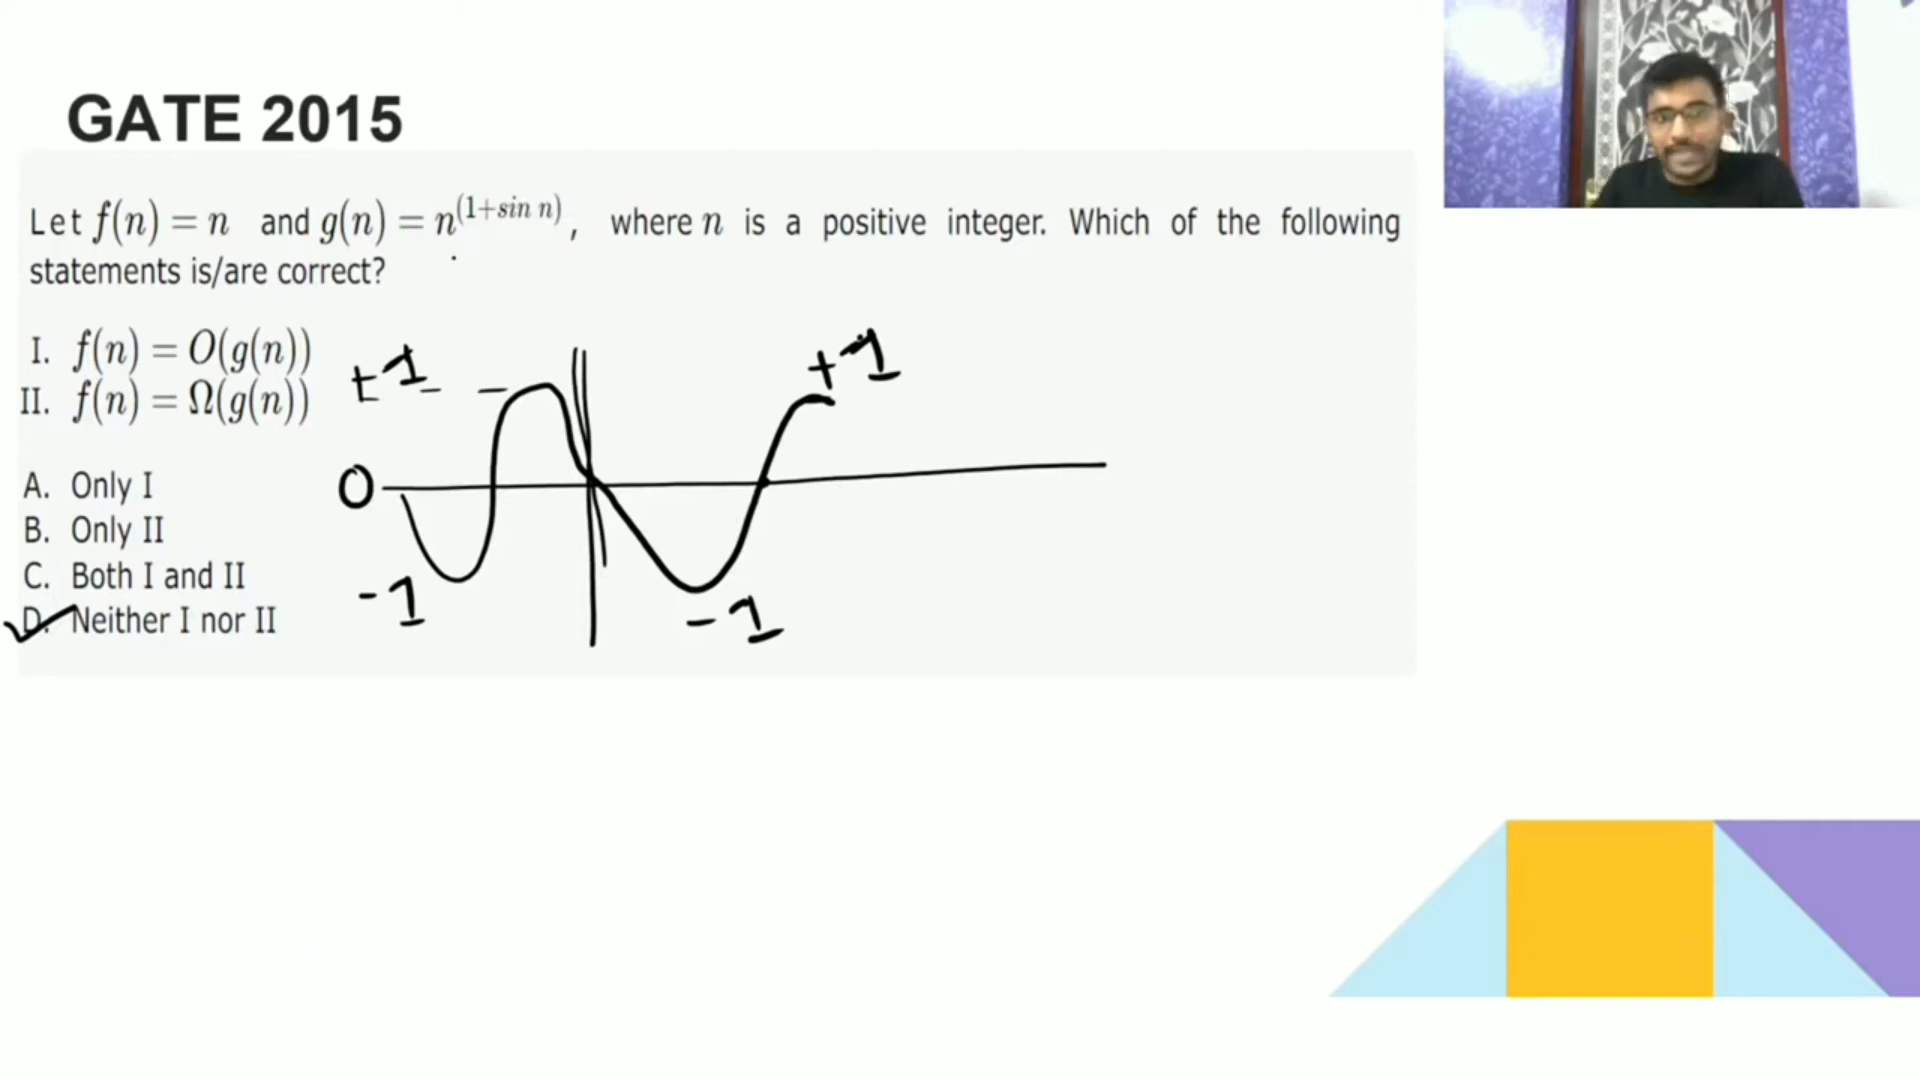 GATE 2015
Let f(n) = n and g(n) = n^(1+sin n), where n is a positive integer. Which of the following
statements is/are correct?
I. f(n) = O(g(n))
II. f(n) = Ω(g(n))
A. Only I
B. Only II
C. Both I and II
D. Neither I nor II
+1
+1
0
-1
-1